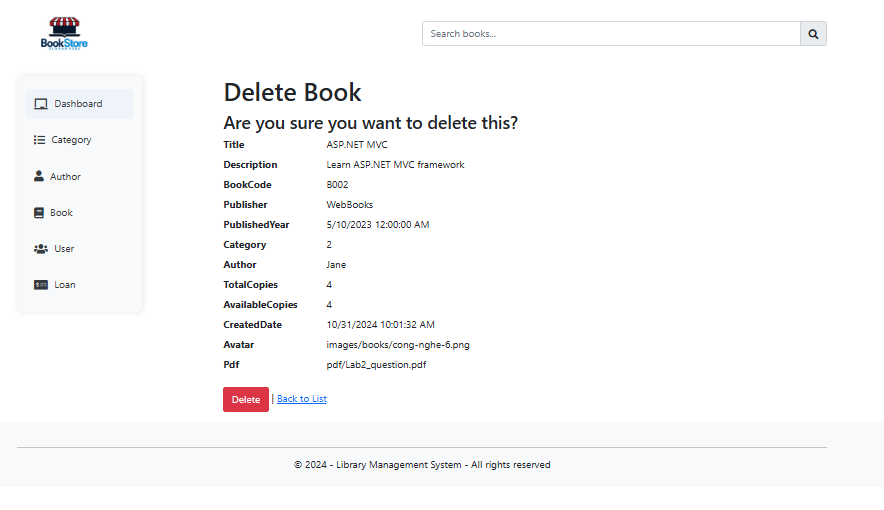 BookStore
Search books...
Dashboard
Category
Author
Book
User
Loan
Delete Book
Are you sure you want to delete this?
Title ASP.NET MVC
Description Learn ASP.NET MVC framework
BookCode B002
Publisher WebBooks
PublishedYear 5/10/2023 12:00:00 AM
Category 2
Author Jane
TotalCopies 4
AvailableCopies 4
CreatedDate 10/31/2024 10:01:32 AM
Avatar images/books/cong-nghe-6.png
Pdf pdf/Lab2_question.pdf
Delete | Back to List
© 2024 - Library Management System - All rights reserved